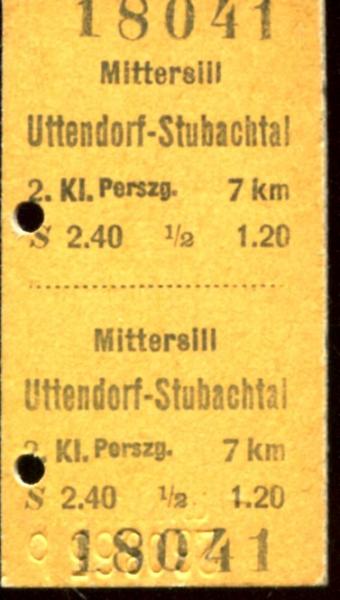 18041
Mittersill
Uttendorf-Stubachtal
2. Kl. Perszg. 7 km
S 2.40 1/2 1.20
Mittersill
Uttendorf-Stubachtal
2. Kl. Perszg. 7 km
S 2.40 1/2 1.20
18041